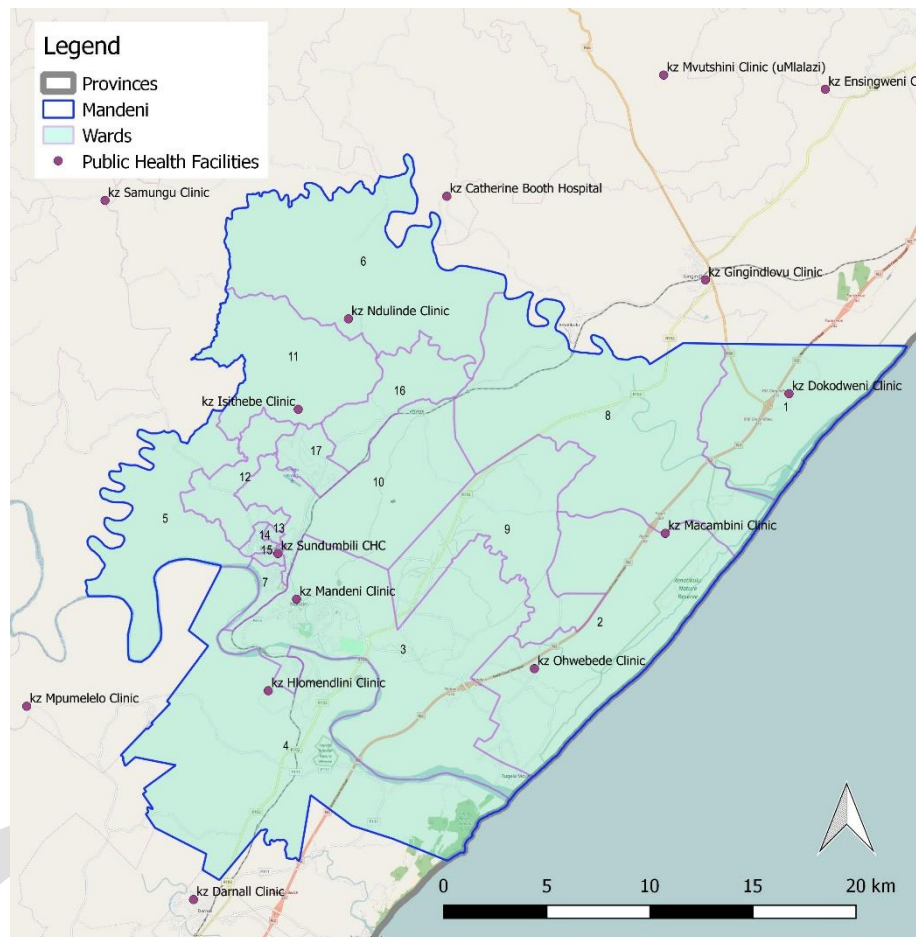 Legend
Provinces
Mandeni
Wards
Public Health Facilities
kz Mvutshini Clinic (uMlalazi)
kz Ensingweni C
kz Samungu Clinic
kz Catherine Booth Hospital
6
kz Gingindlovu Clinic
kz Ndulinde Clinic
11
16
kz Dokodweni Clinic
1
kz Isithebe Clinic
8
17
12
10
5
9
13
14
kz Macambini Clinic
15
kz Sundumbili CHC
7
kz Mandeni Clinic
2
3
kz Ohwebede Clinic
kz Hlomendlini Clinic
kz Mpumelelo Clinic
4
kz Darnall Clinic
0 5 10 15 20 km